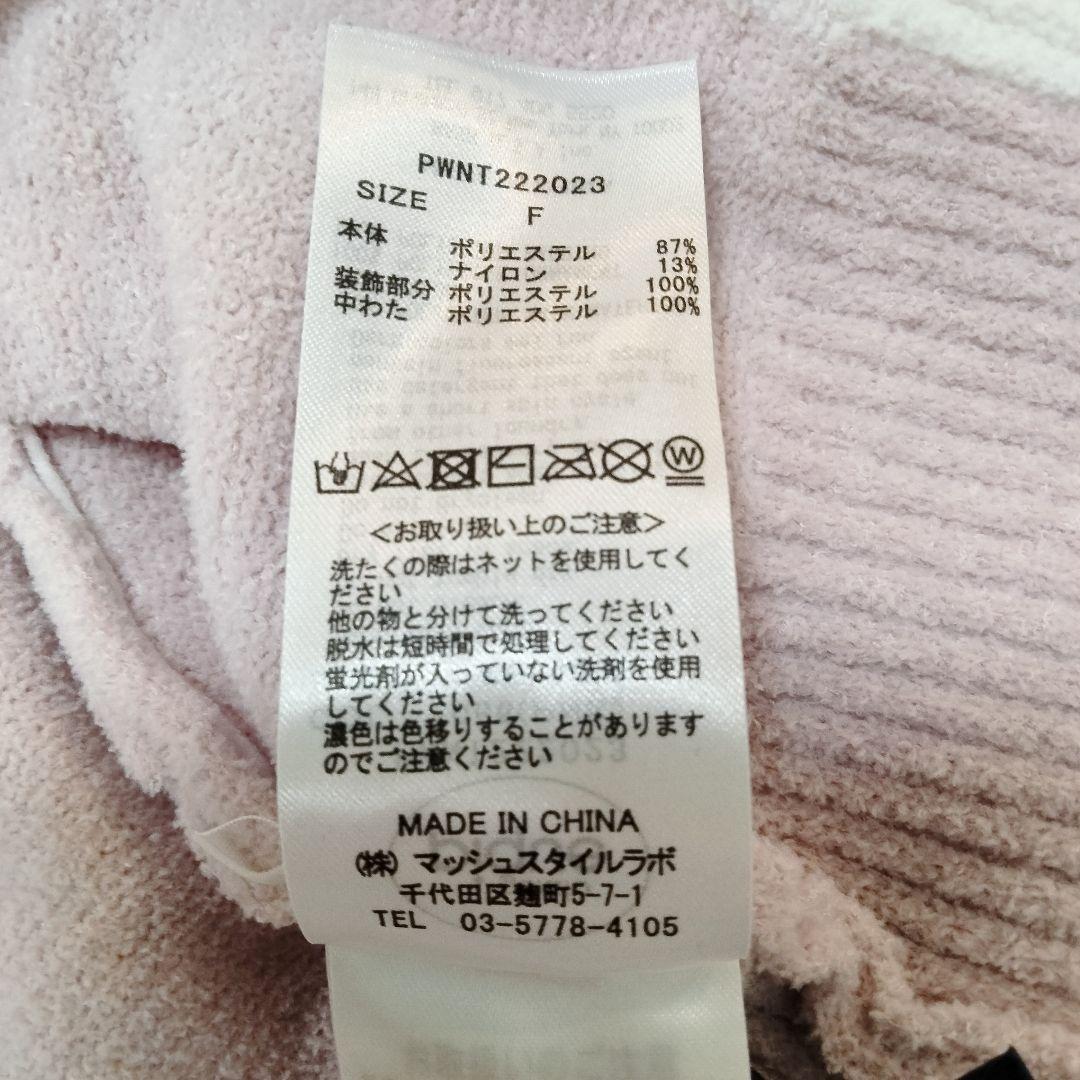 PWNT222023
SIZE F
本体 ポリエステル 87%
ナイロン 13%
装飾部分 ポリエステル 100%
中わた ポリエステル 100%
W
＜お取り扱い上のご注意＞
洗たくの際はネットを使用してく
ださい
他の物と分けて洗ってください
脱水は短時間で処理してください
蛍光剤が入っていない洗剤を使用
してください
濃色は色移りすることがあります
のでご注意ください
MADE IN CHINA
(株) マッシュスタイルラボ
千代田区麹町5-7-1
TEL 03-5778-4105